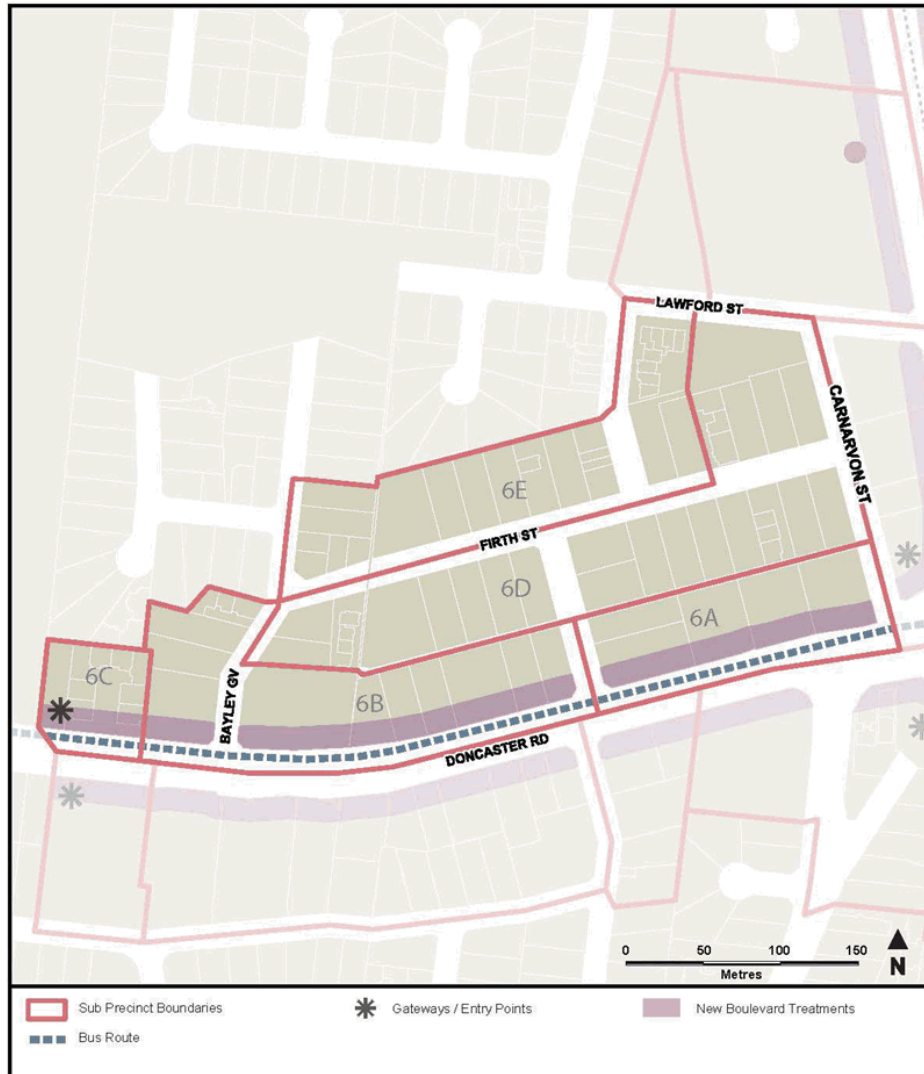 LAWFORD ST
CARNARVON ST
6E
FIRTH ST
6D
6A
6C
6B
BAYLEY GV
DONCASTER RD
0 50 100 150
Metres
N
Sub Precinct Boundaries
Gateways / Entry Points
New Boulevard Treatments
Bus Route